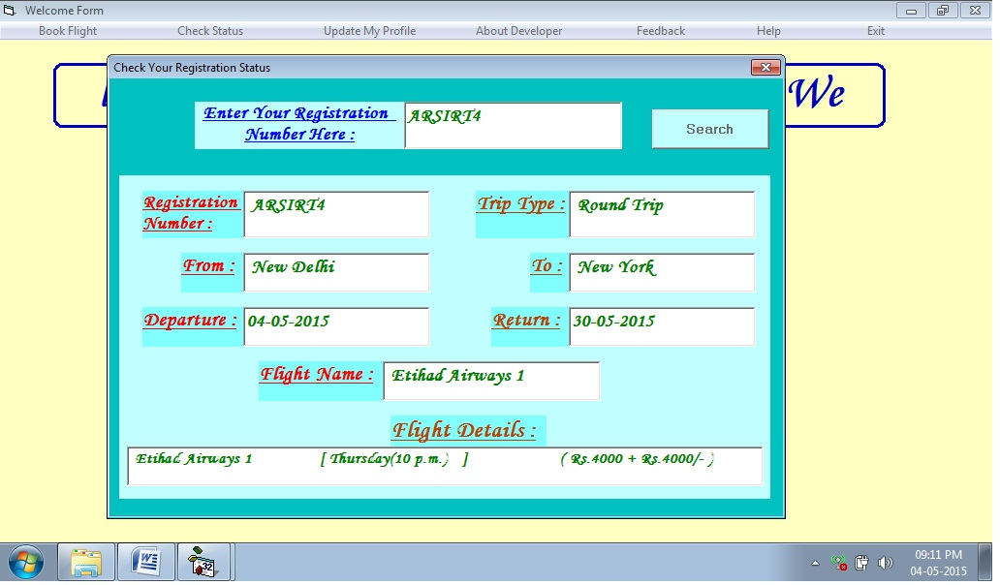 Welcome Form
Book Flight Check Status Update My Profile About Developer Feedback Help Exit
We
Check Your Registration Status
Enter Your Registration
Number Here :
ARSIRT4
Search
Registration
Number :
ARSIRT4
Trip Type :
Round Trip
From :
New Delhi
To :
New York
Departure :
04-05-2015
Return :
30-05-2015
Flight Name :
Etihad Airways 1
Flight Details :
Etihad Airways 1 [ Thursday(10 p.m.) ] ( Rs.4000 + Rs.4000/- )
09:11 PM
04-05-2015